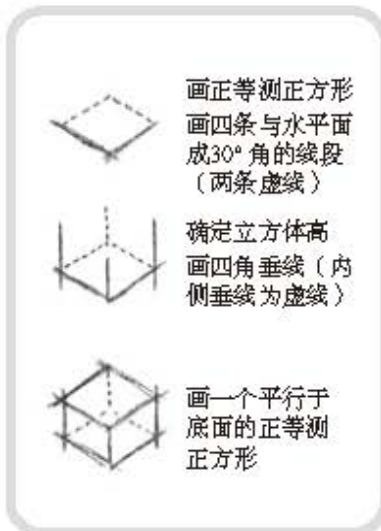 画正等测正方形
画四条与水平面
成30°角的线段
（两条虚线）
确定立方体高
画四角垂线（内
侧垂线为虚线）
画一个平行于
底面的正等测
正方形